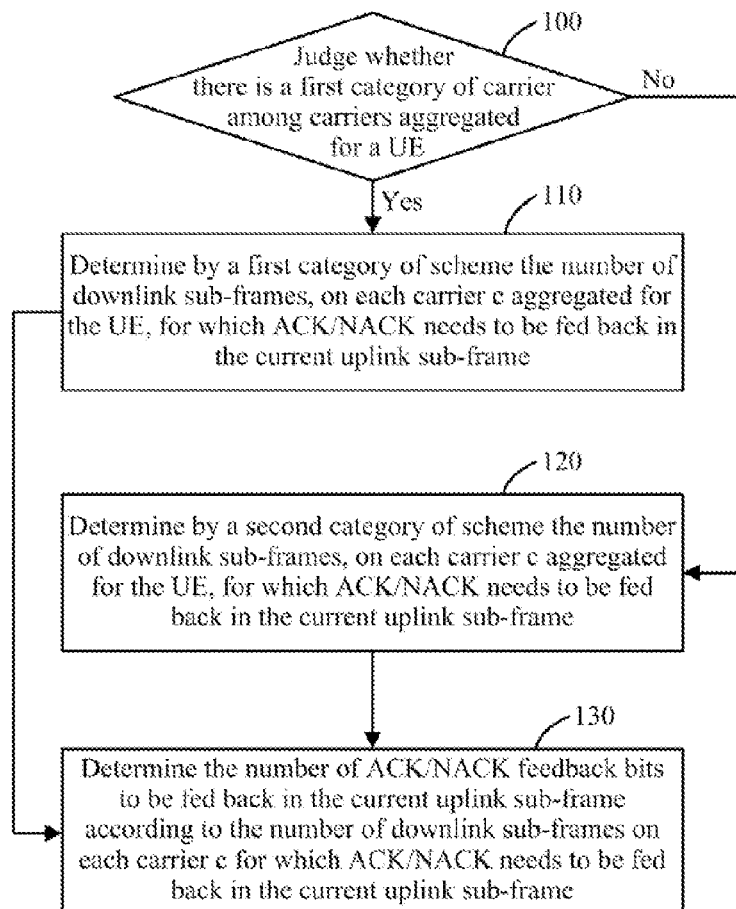 100
Judge whether
there is a first category of carrier
among carriers aggregated
for a UE
No
Yes
110
Determine by a first category of scheme the number of
downlink sub-frames, on each carrier c aggregated for
the UE, for which ACK/NACK needs to be fed back in
the current uplink sub-frame
120
Determine by a second category of scheme the number
of downlink sub-frames, on each carrier c aggregated
for the UE, for which ACK/NACK needs to be fed
back in the current uplink sub-frame
130
Determine the number of ACK/NACK feedback bits
to be fed back in the current uplink sub-frame
according to the number of downlink sub-frames on
each carrier c for which ACK/NACK needs to be fed
back in the current uplink sub-frame